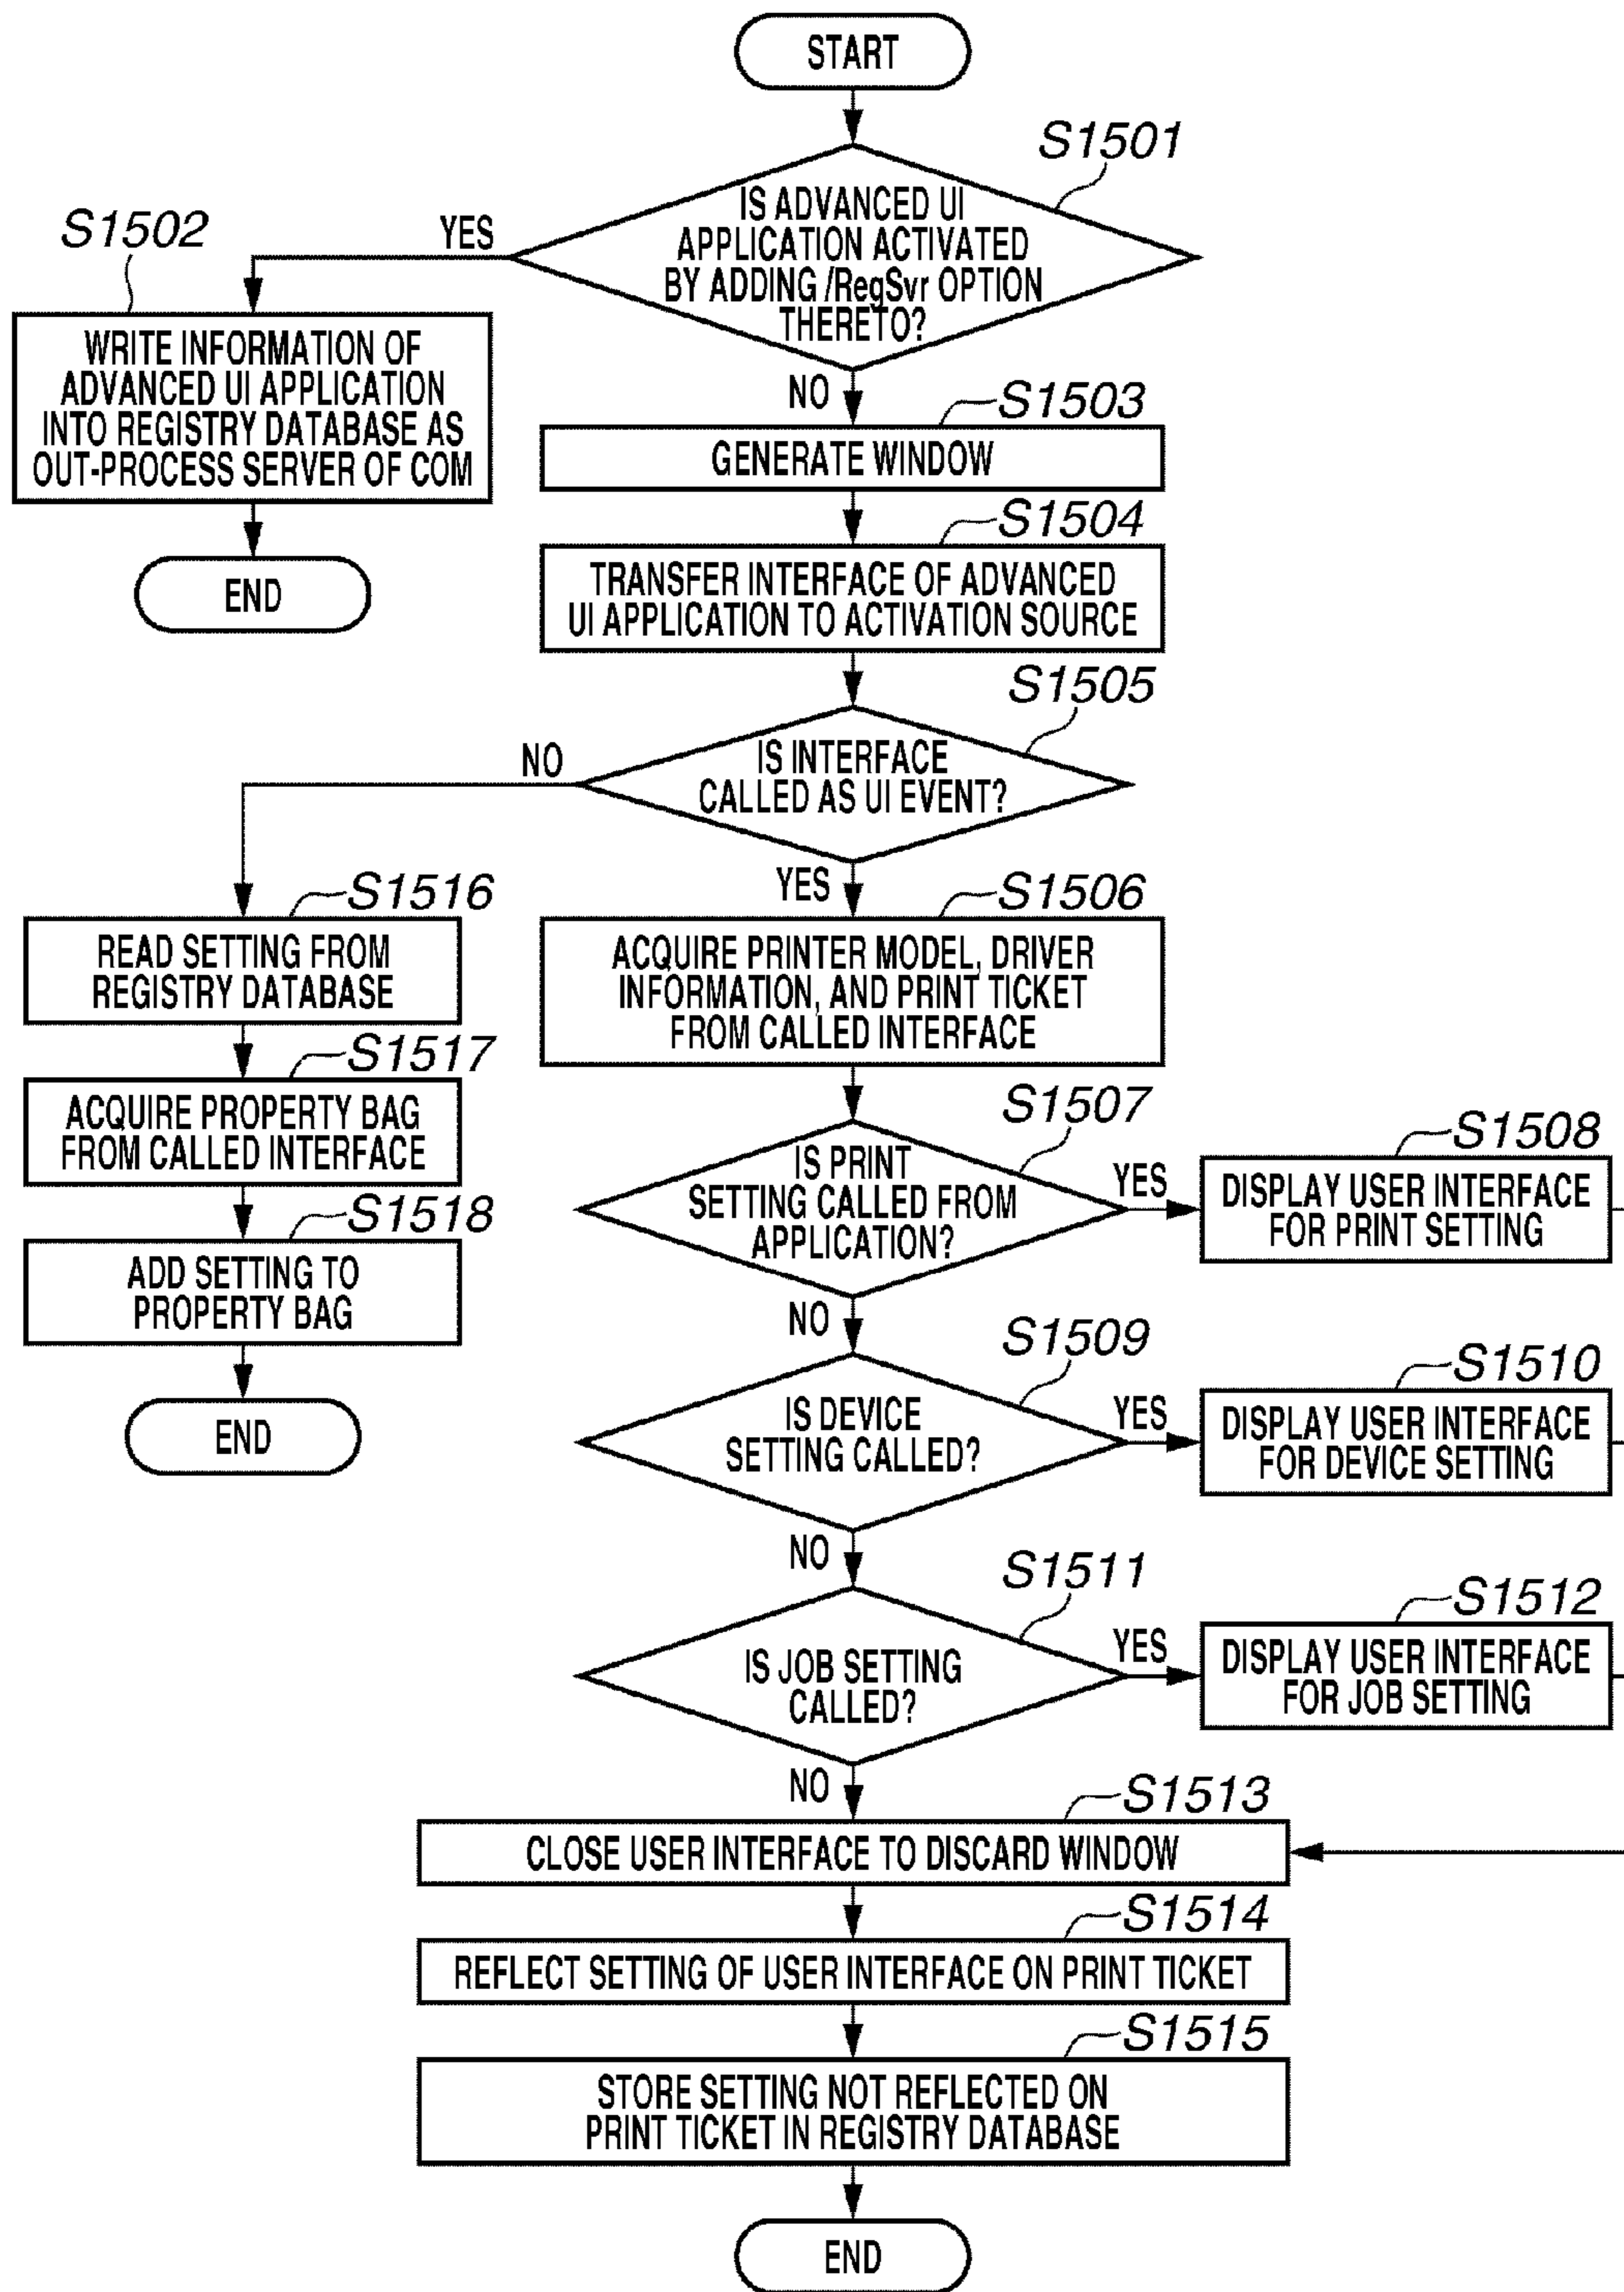 START
S1501
IS ADVANCED UI
APPLICATION ACTIVATED
BY ADDING /RegSvr OPTION
THERETO?
YES
S1502
WRITE INFORMATION OF
ADVANCED UI APPLICATION
INTO REGISTRY DATABASE AS
OUT-PROCESS SERVER OF COM
END
NO
S1503
GENERATE WINDOW
S1504
TRANSFER INTERFACE OF ADVANCED
UI APPLICATION TO ACTIVATION SOURCE
S1505
IS INTERFACE
CALLED AS UI EVENT?
NO
S1516
READ SETTING FROM
REGISTRY DATABASE
S1517
ACQUIRE PROPERTY BAG
FROM CALLED INTERFACE
S1518
ADD SETTING TO
PROPERTY BAG
END
YES
S1506
ACQUIRE PRINTER MODEL, DRIVER
INFORMATION, AND PRINT TICKET
FROM CALLED INTERFACE
S1507
IS PRINT
SETTING CALLED FROM
APPLICATION?
YES
S1508
DISPLAY USER INTERFACE
FOR PRINT SETTING
NO
S1509
IS DEVICE
SETTING CALLED?
YES
S1510
DISPLAY USER INTERFACE
FOR DEVICE SETTING
NO
S1511
IS JOB SETTING
CALLED?
YES
S1512
DISPLAY USER INTERFACE
FOR JOB SETTING
NO
S1513
CLOSE USER INTERFACE TO DISCARD WINDOW
S1514
REFLECT SETTING OF USER INTERFACE ON PRINT TICKET
S1515
STORE SETTING NOT REFLECTED ON
PRINT TICKET IN REGISTRY DATABASE
END